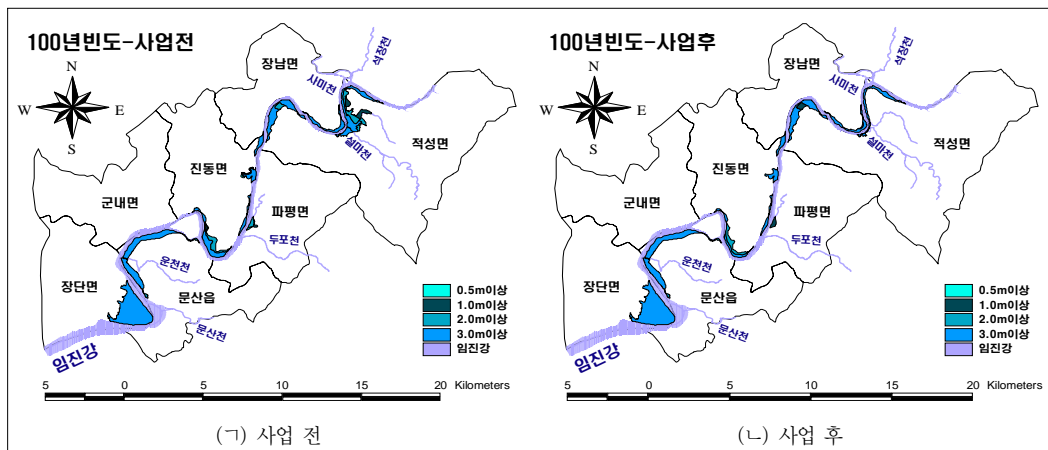 100년빈도-사업전
N
W
E
S
장남면
사미천
석장천
설마천
적성면
진동면
군내면
파평면
두포천
장단면
운천천
문산읍
문산천
임진강
0.5m이상
1.0m이상
2.0m이상
3.0m이상
임진강
5 0 5 10 15 20 Kilometers
(ㄱ) 사업 전
100년빈도-사업후
N
W
E
S
장남면
사미천
석장천
설마천
적성면
진동면
군내면
파평면
두포천
장단면
운천천
문산읍
문산천
임진강
0.5m이상
1.0m이상
2.0m이상
3.0m이상
임진강
5 0 5 10 15 20 Kilometers
(ㄴ) 사업 후